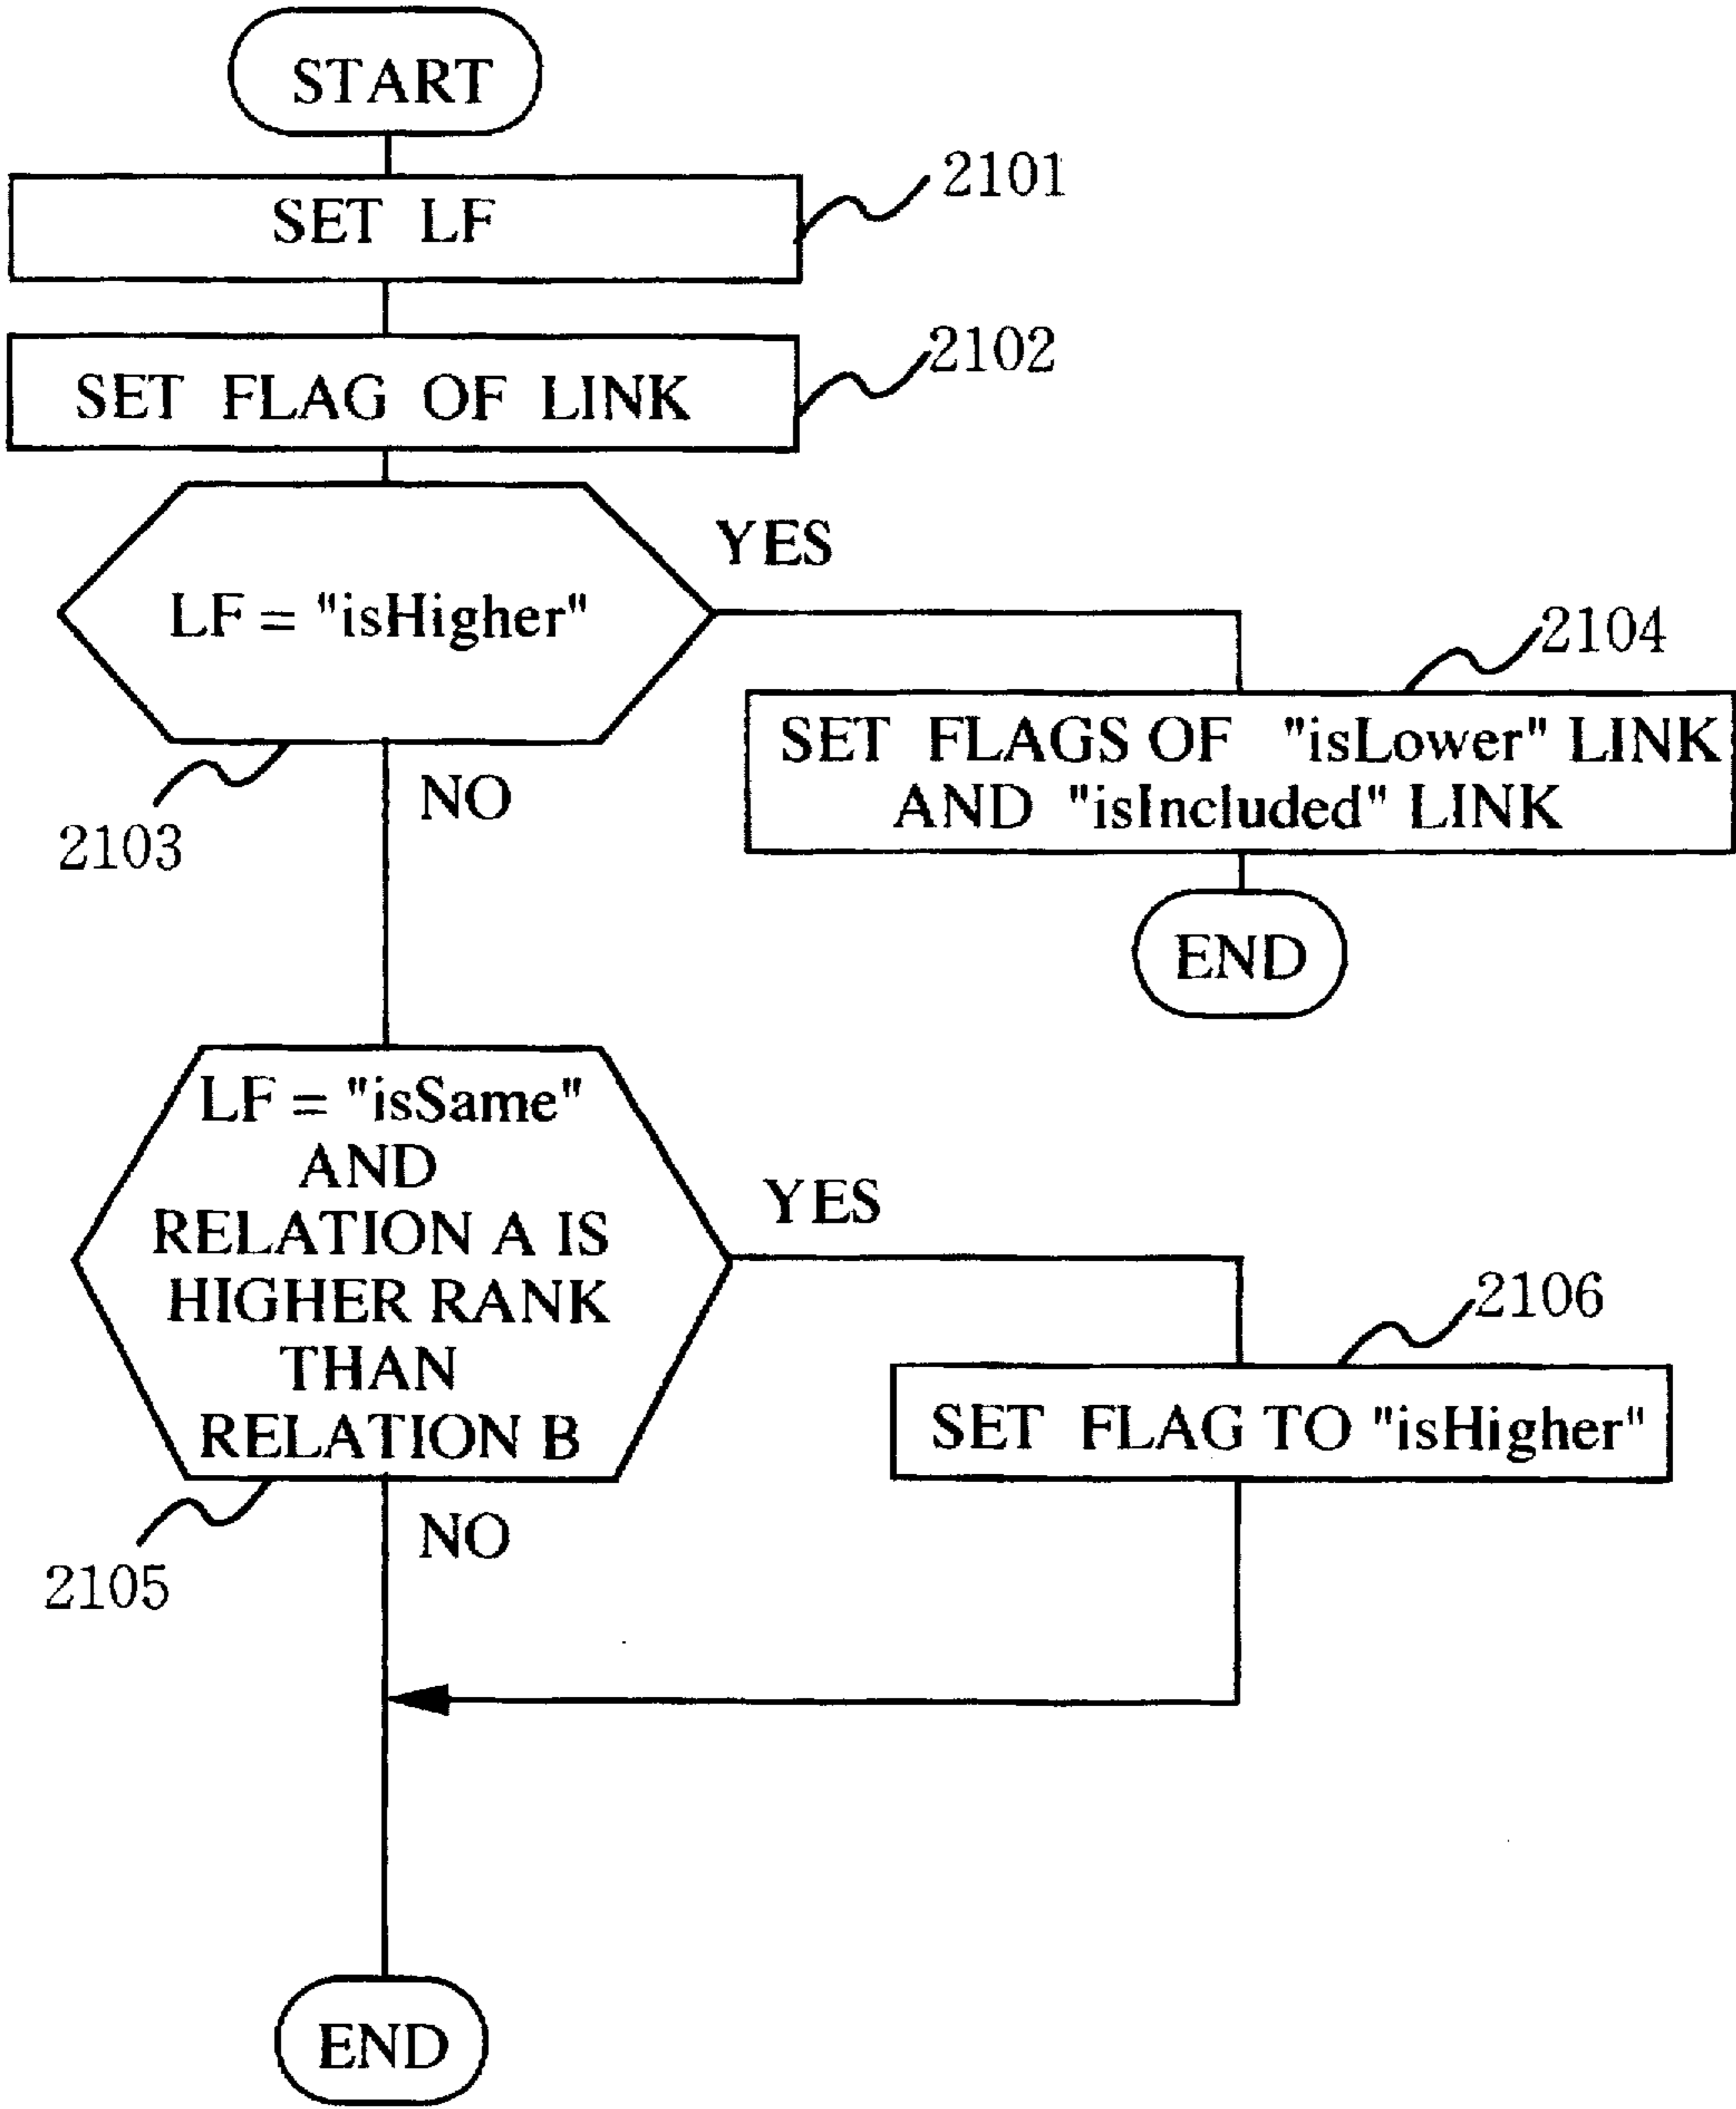 START
2101
SET LF
2102
SET FLAG OF LINK
YES
LF = "isHigher"
2104
SET FLAGS OF "isLower" LINK
AND "isIncluded" LINK
NO
2103
END
LF = "isSame"
AND
RELATION A IS
HIGHER RANK
THAN
RELATION B
YES
2106
SET FLAG TO "isHigher"
NO
2105
END